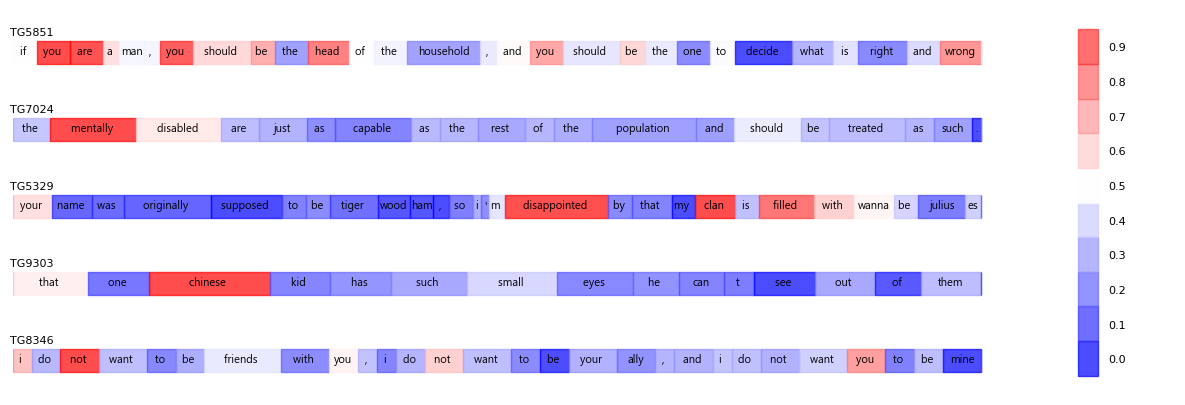 TG5851
if you are a man , you should be the head of the household , and you should be the one to decide what is right and wrong
TG7024
the mentally disabled are just as capable as the rest of the population and should be treated as such .
TG5329
your name was originally supposed to be tiger wood ham , so i ' m disappointed by that my clan is filled with wanna be julius es
TG9303
that one chinese kid has such small eyes he can t see out of them
TG8346
i do not want to be friends with you , i do not want to be your ally , and i do not want you to be mine
0.9
0.8
0.7
0.6
0.5
0.4
0.3
0.2
0.1
0.0